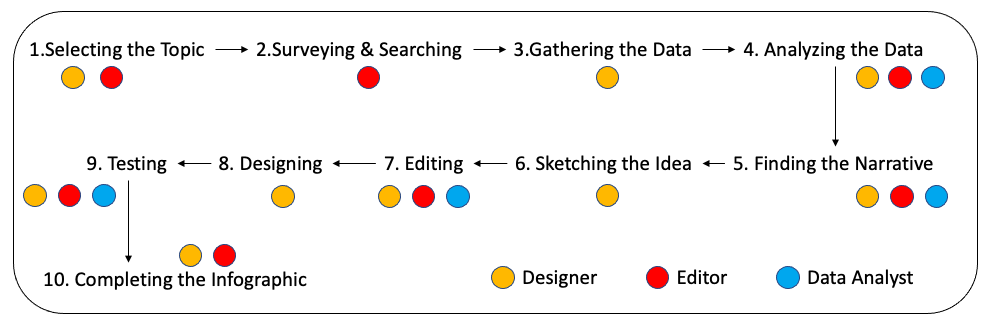 1.Selecting the Topic
2.Surveying & Searching
3.Gathering the Data
4. Analyzing the Data
5. Finding the Narrative
6. Sketching the Idea
7. Editing
8. Designing
9. Testing
10. Completing the Infographic
Designer
Editor
Data Analyst